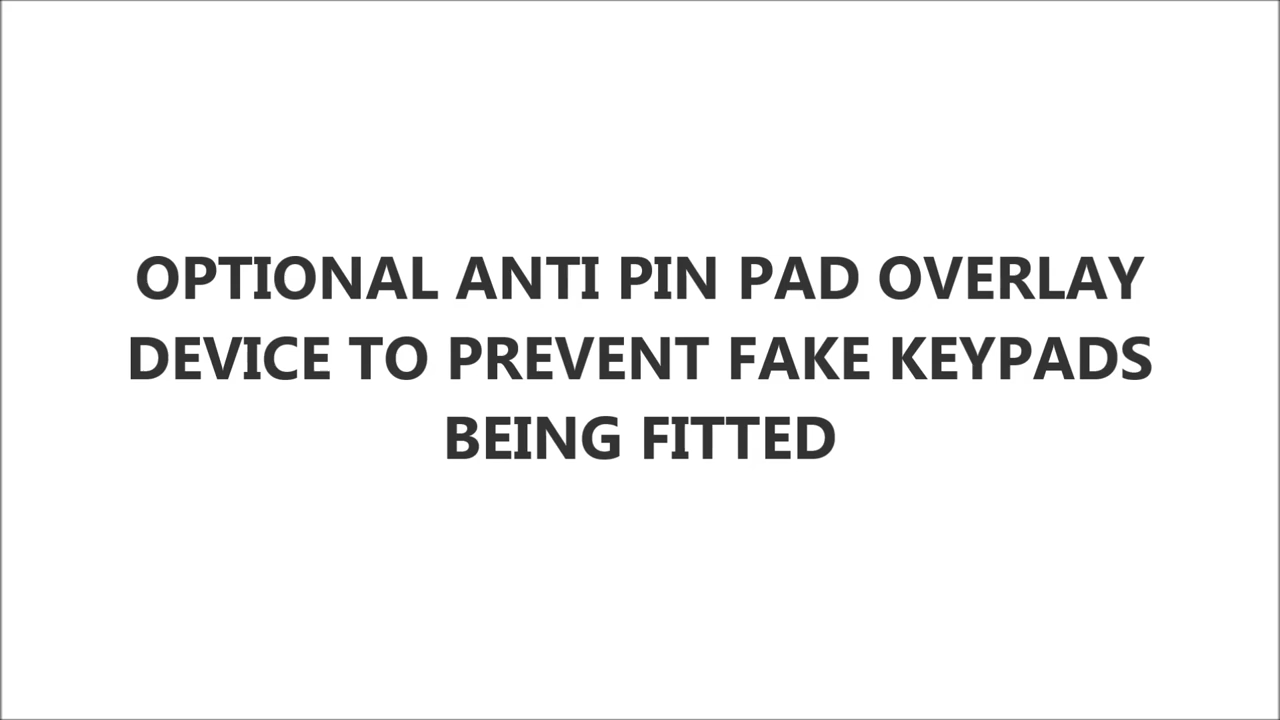 OPTIONAL ANTI PIN PAD OVERLAY
DEVICE TO PREVENT FAKE KEYPADS
BEING FITTED